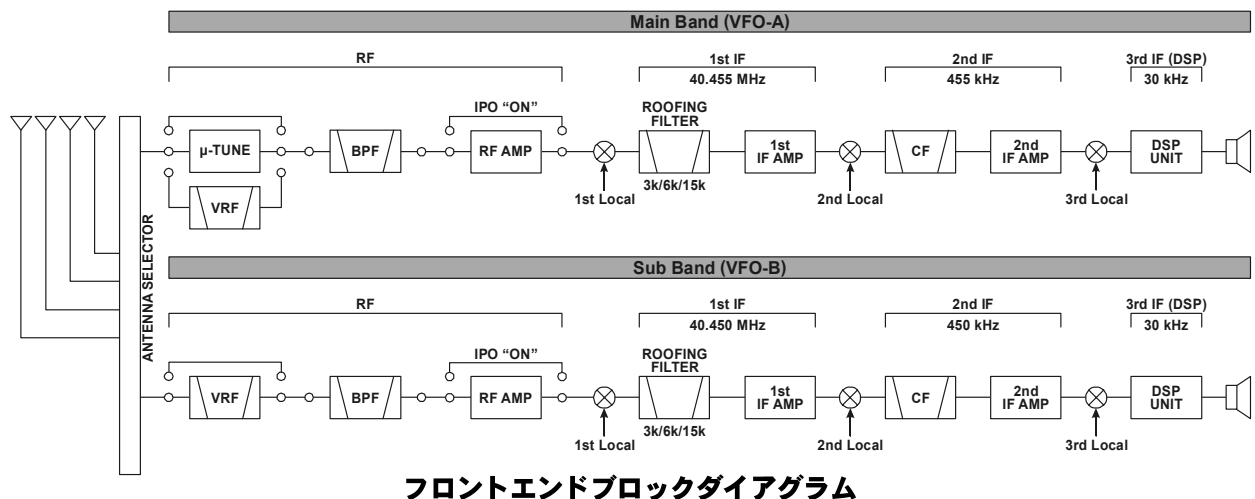 Main Band (VFO-A)
RF
1st IF
2nd IF
3rd IF (DSP)
40.455 MHz
455 kHz
30 kHz
IPO “ON”
ROOFING
FILTER
μ-TUNE
BPF
RF AMP
1st
IF AMP
CF
2nd
IF AMP
DSP
UNIT
3k/6k/15k
1st Local
2nd Local
3rd Local
VRF
ANTENNA SELECTOR
Sub Band (VFO-B)
RF
1st IF
2nd IF
3rd IF (DSP)
40.450 MHz
450 kHz
30 kHz
IPO “ON”
ROOFING
FILTER
VRF
BPF
RF AMP
1st
IF AMP
CF
2nd
IF AMP
DSP
UNIT
3k/6k/15k
1st Local
2nd Local
3rd Local
フロントエンドブロックダイアグラム